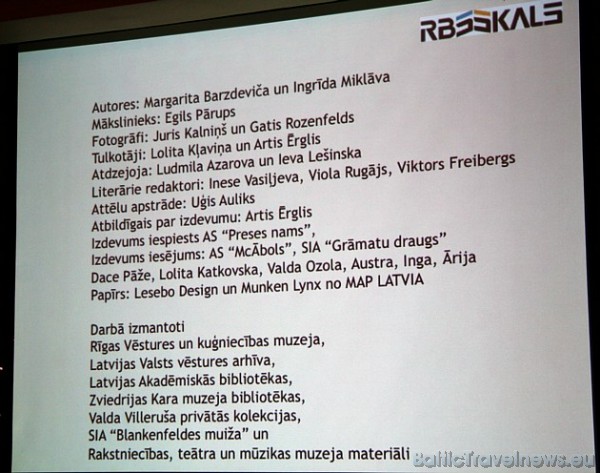 RBSSKALS
Autores: Margarita Barzdeviča un Ingrīda Miklāva
Mākslinieks: Egils Pārups
Fotogrāfi: Juris Kalniņš un Gatis Rozenfelds
Tulkotāji: Lolita Kļaviņa un Artis Ērglis
Atdzejoja: Ludmila Azarova un Ieva Lešinska
Literārie redaktori: Inese Vasiļjeva, Viola Rugājs, Viktors Freibergs
Attēlu apstrāde: Uģis Auliks
Atbildīgais par izdevumu: Artis Ērglis
Izdevums iespiests AS “Preses nams”,
Izdevums iesējums: AS “McĀbols”, SIA “Grāmatu draugs”
Dace Pāže, Lolita Katkovska, Valda Ozola, Austra, Inga, Ārija
Papīrs: Lesebo Design un Munken Lynx no MAP LATVIA
Darbā izmantoti
Rīgas Vēstures un kuģniecības muzeja,
Latvijas Valsts vēstures arhīva,
Latvijas Akadēmiskās bibliotēkas,
Zviedrijas Kara muzeja bibliotēkas,
Valda Villeruša privātās kolekcijas,
SIA “Blankenfeldes muiža” un
Rakstniecības, teātra un mūzikas muzeja materiāli
BalticTravelnews.eu